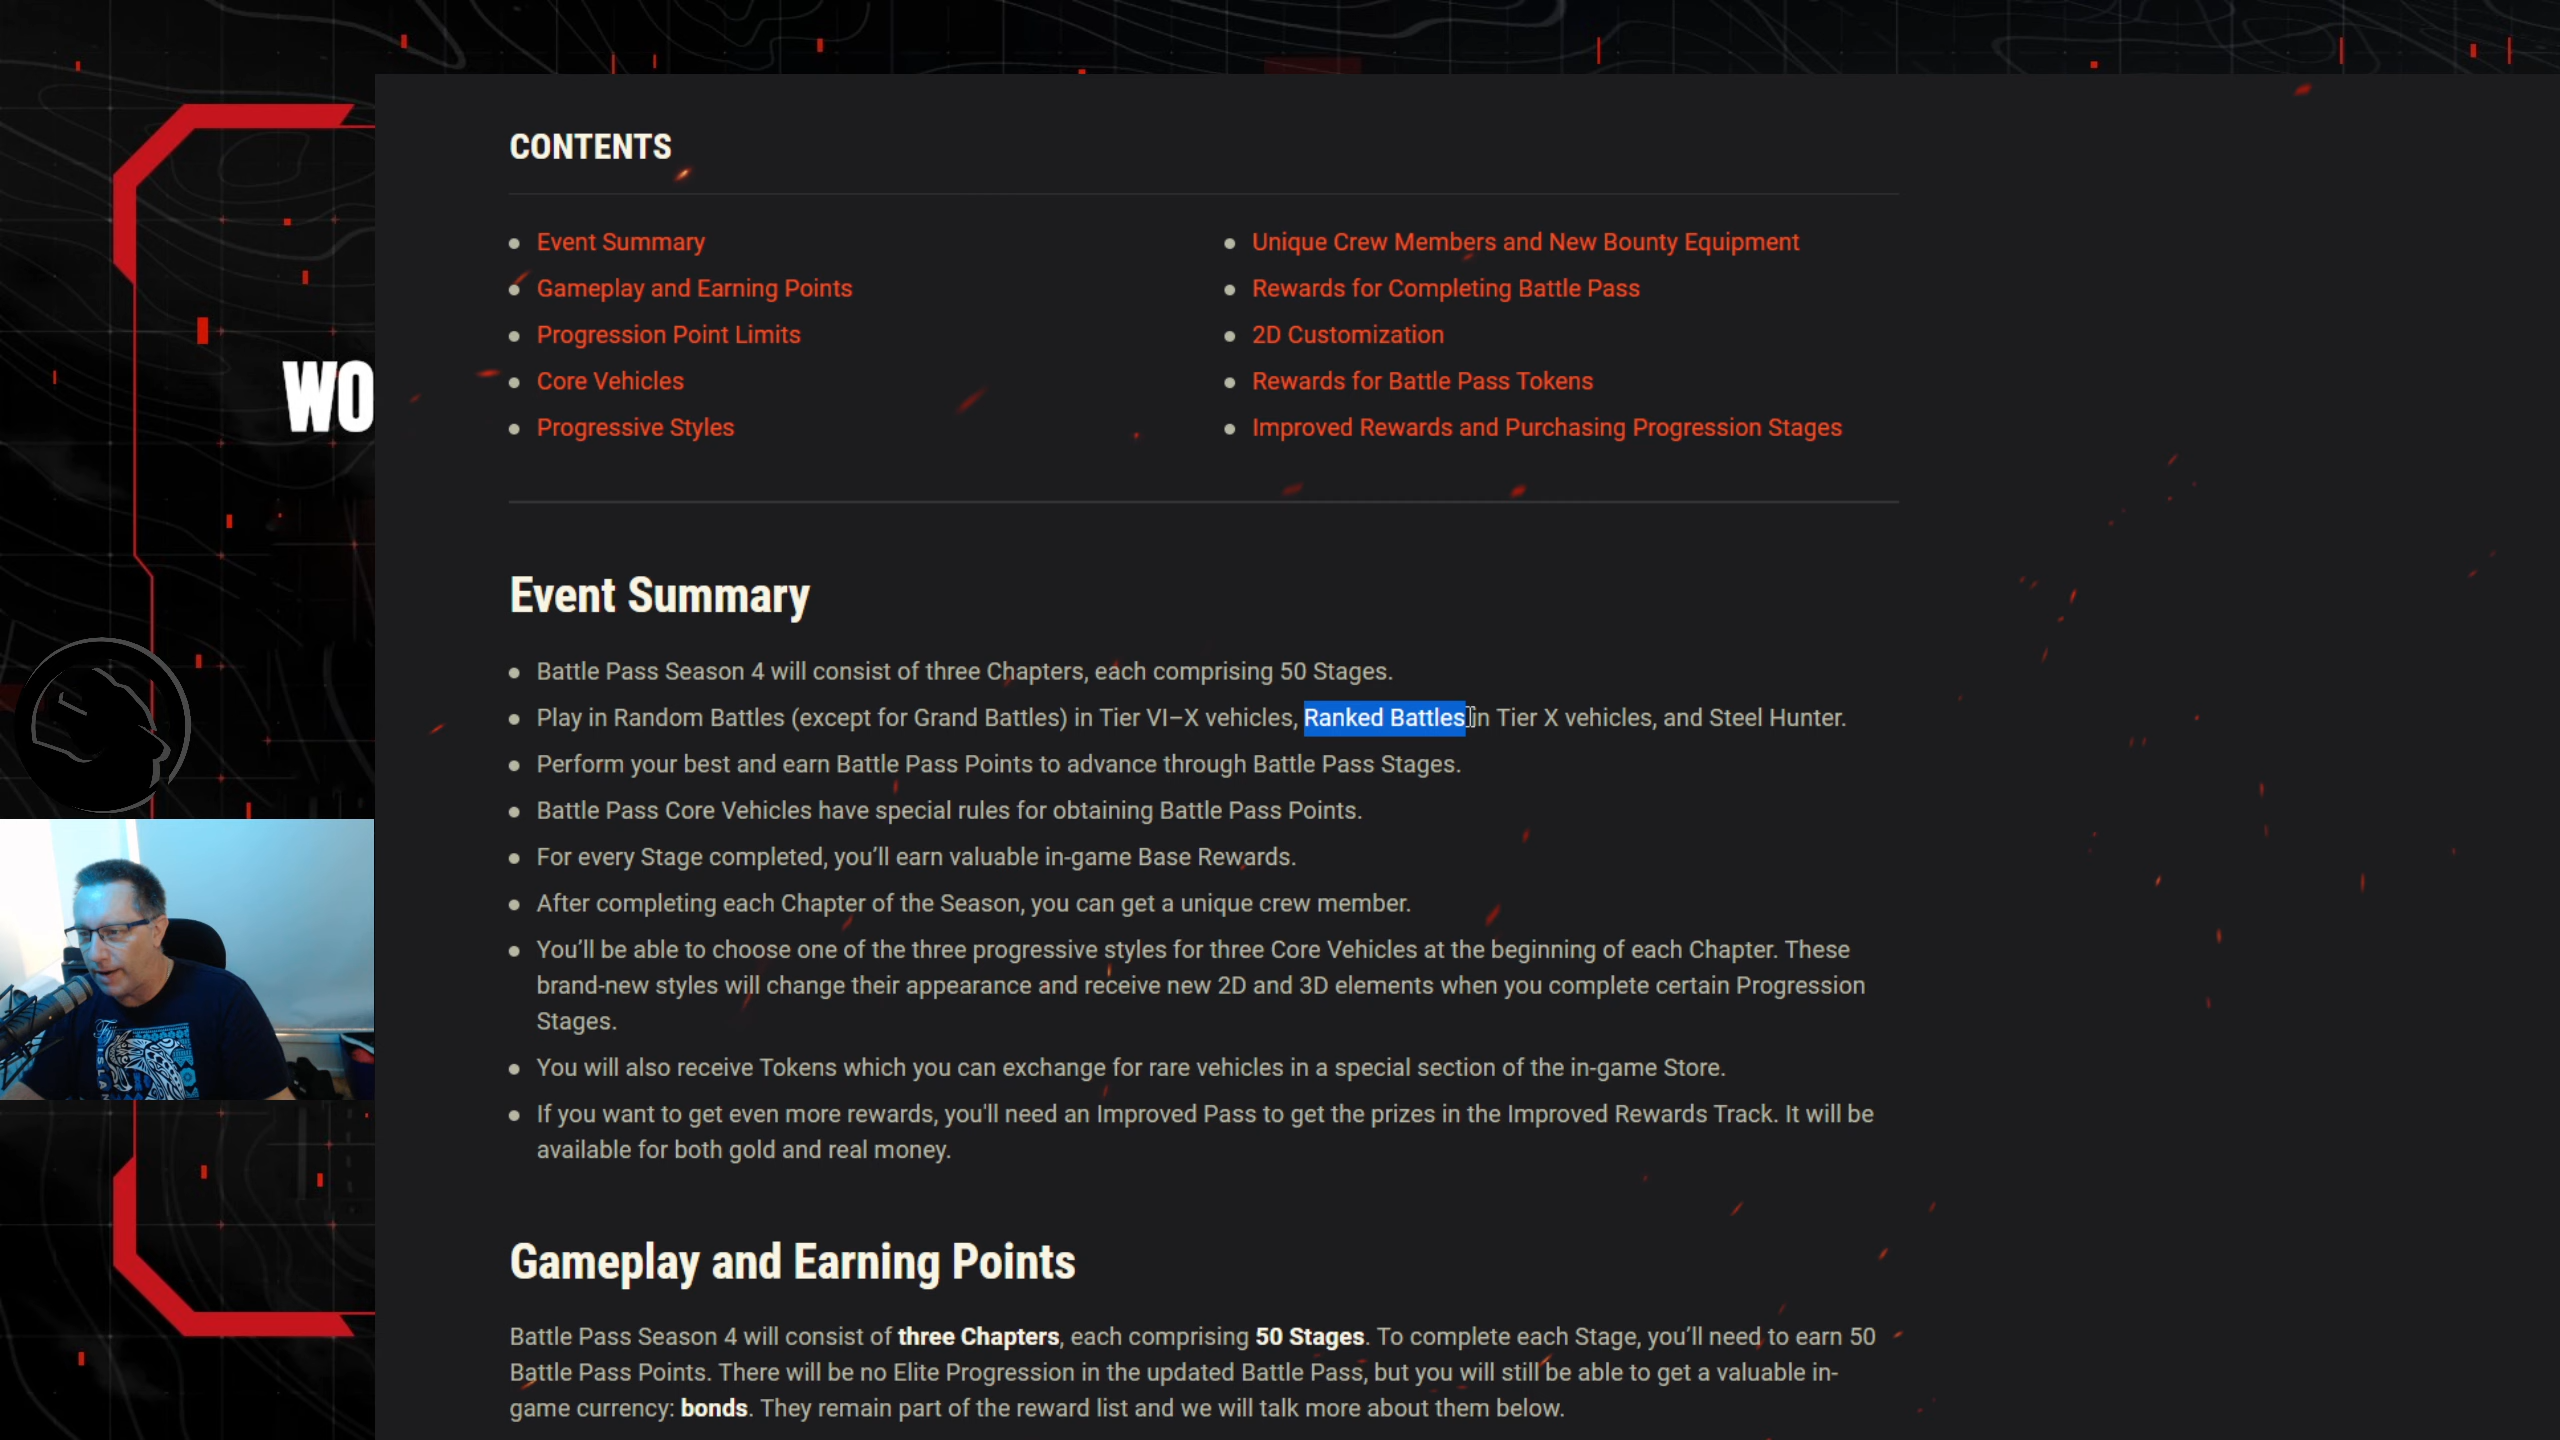 CONTENTS
Event Summary
Gameplay and Earning Points
Progression Point Limits
Core Vehicles
Progressive Styles
Unique Crew Members and New Bounty Equipment
Rewards for Completing Battle Pass
2D Customization
Rewards for Battle Pass Tokens
Improved Rewards and Purchasing Progression Stages
WO
Event Summary
Battle Pass Season 4 will consist of three Chapters, each comprising 50 Stages.
Play in Random Battles (except for Grand Battles) in Tier VI–X vehicles, Ranked Battles in Tier X vehicles, and Steel Hunter.
Perform your best and earn Battle Pass Points to advance through Battle Pass Stages.
Battle Pass Core Vehicles have special rules for obtaining Battle Pass Points.
For every Stage completed, you’ll earn valuable in-game Base Rewards.
After completing each Chapter of the Season, you can get a unique crew member.
You’ll be able to choose one of the three progressive styles for three Core Vehicles at the beginning of each Chapter. These
brand-new styles will change their appearance and receive new 2D and 3D elements when you complete certain Progression
Stages.
You will also receive Tokens which you can exchange for rare vehicles in a special section of the in-game Store.
If you want to get even more rewards, you'll need an Improved Pass to get the prizes in the Improved Rewards Track. It will be
available for both gold and real money.
Gameplay and Earning Points
Battle Pass Season 4 will consist of three Chapters, each comprising 50 Stages. To complete each Stage, you’ll need to earn 50
Battle Pass Points. There will be no Elite Progression in the updated Battle Pass, but you will still be able to get a valuable in-
game currency: bonds. They remain part of the reward list and we will talk more about them below.